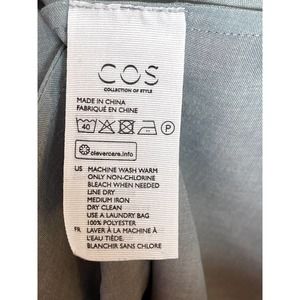 COS
COLLECTION OF STYLE
MADE IN CHINA
FABRIQUÉ EN CHINE
40
P
clevercare.info
US MACHINE WASH WARM
ONLY NON-CHLORINE
BLEACH WHEN NEEDED
LINE DRY
MEDIUM IRON
DRY CLEAN
USE A LAUNDRY BAG
100% POLYESTER
FR LAVER À LA MACHINE À
L'EAU TIÈDE.
BLANCHIR SANS CHLORE